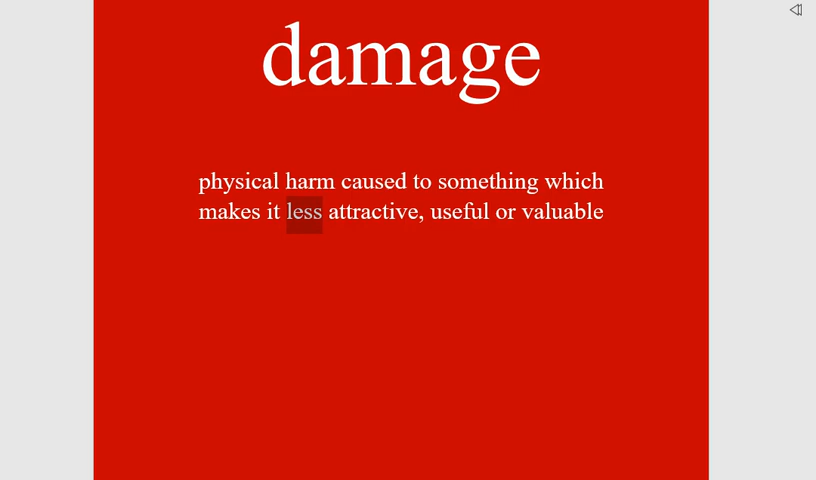 damage
physical harm caused to something which
makes it less attractive, useful or valuable